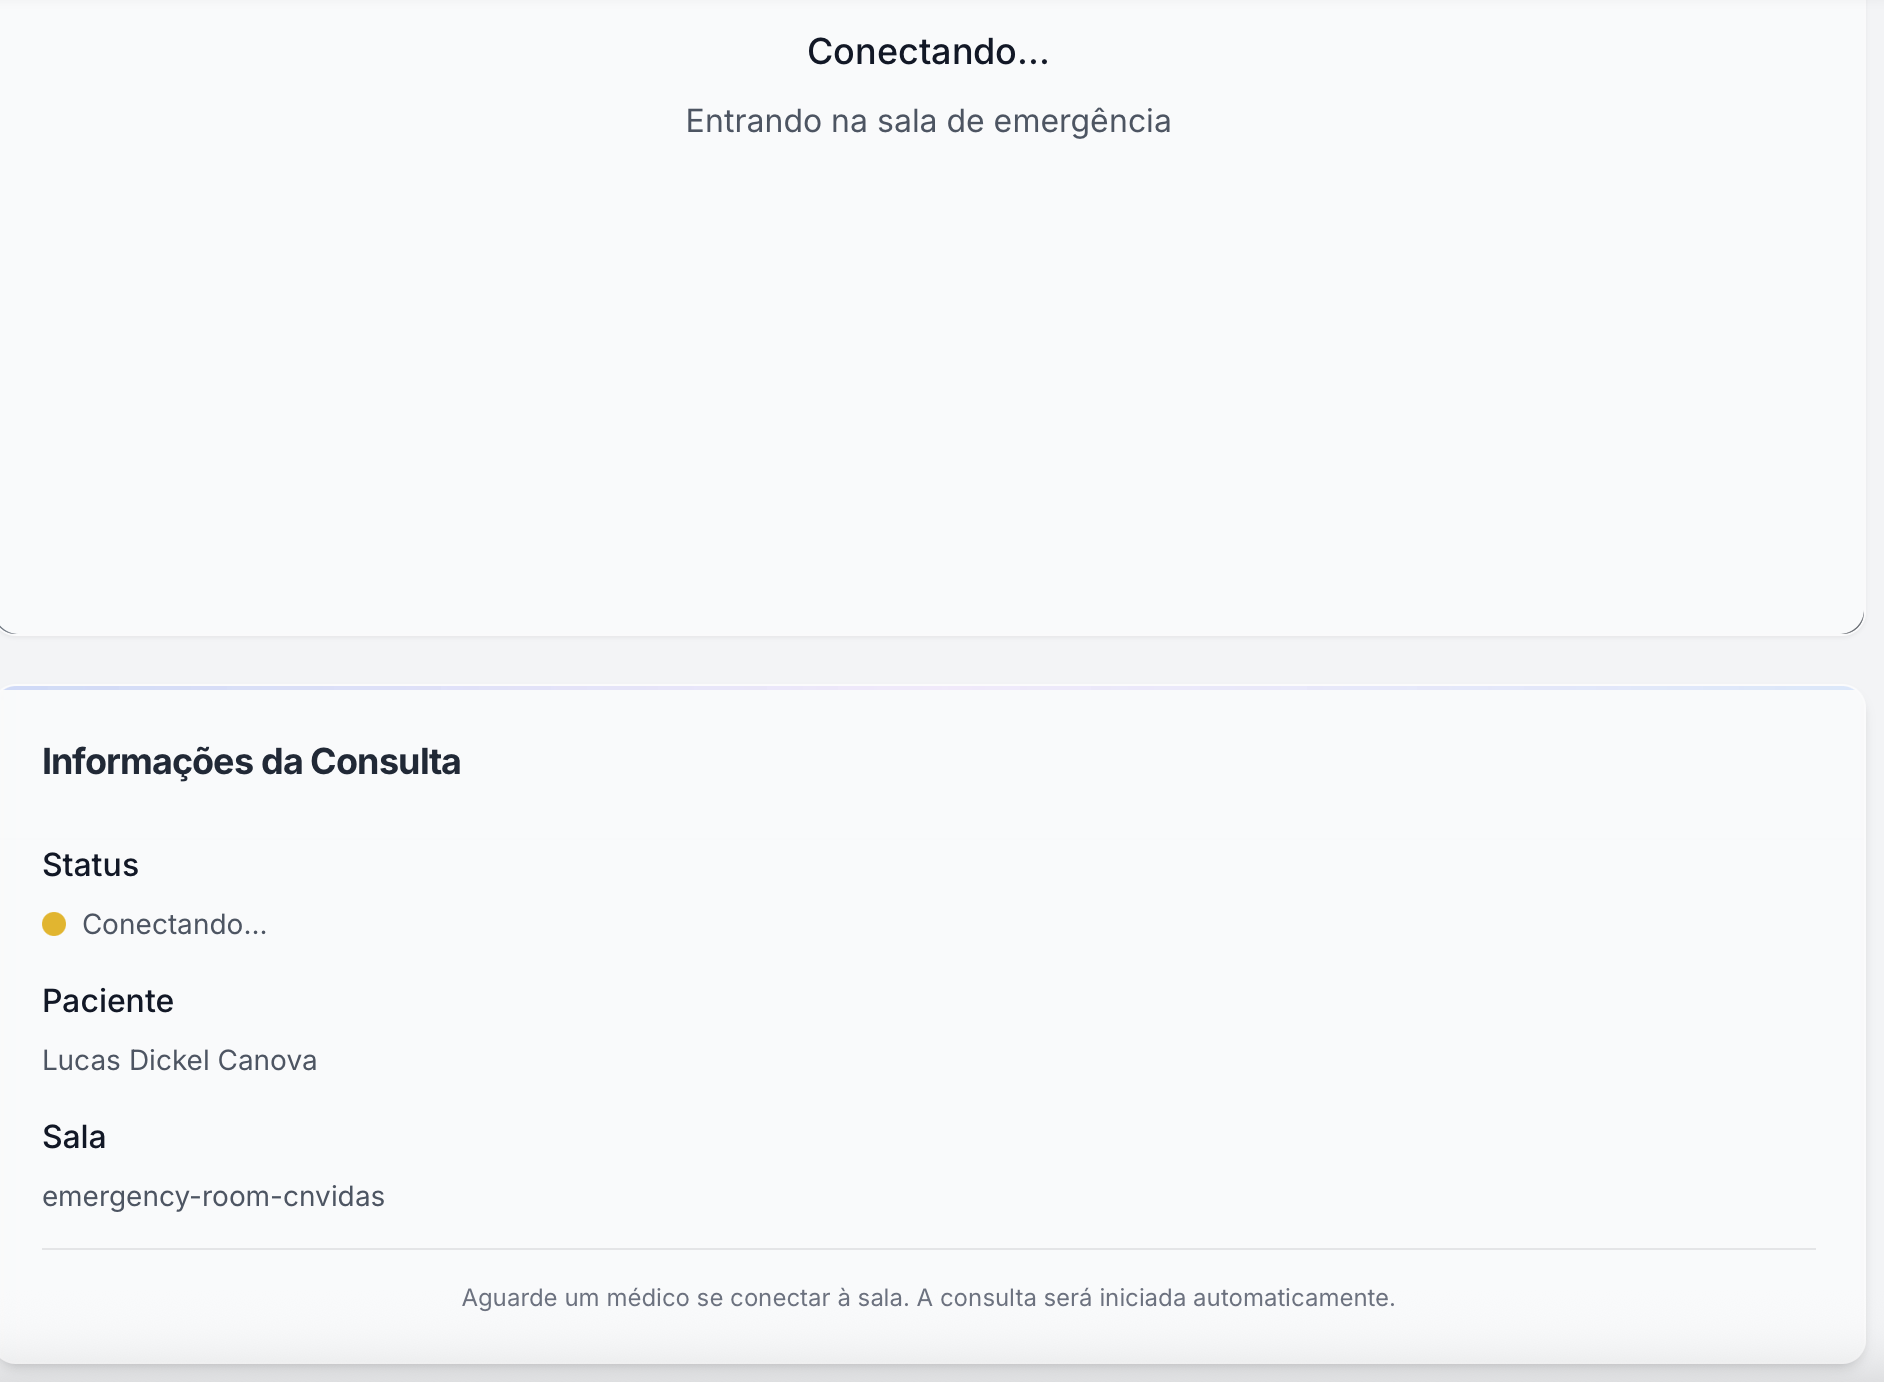 Conectando...
Entrando na sala de emergência
Informações da Consulta
Status
Conectando...
Paciente
Lucas Dickel Canova
Sala
emergency-room-cnvidas
Aguarde um médico se conectar à sala. A consulta será iniciada automaticamente.